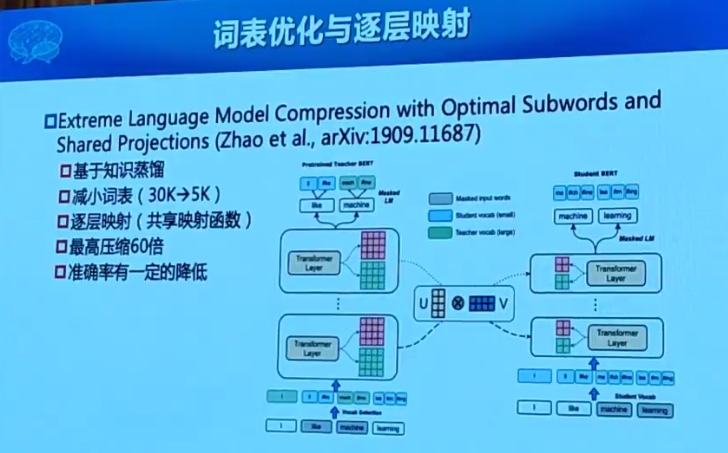 词表优化与逐层映射
Extreme Language Model Compression with Optimal Subwords and
Shared Projections (Zhao et al., arXiv:1909.11687)
基于知识蒸馏
减小词表（30K→5K）
逐层映射（共享映射函数）
最高压缩60倍
准确率有一定的降低
Pretrained Teacher BERT
I like mach ##ine
like machine
Masked
LM
Transformer
Layer
Transformer
Layer
Vocab Selection
I like machine learning
Masked input words
Student vocab (small)
Teacher vocab (large)
U ⊗ V
Student BERT
machine learning
Masked LM
Transformer
Layer
Transformer
Layer
Student Vocab
I like machine learning